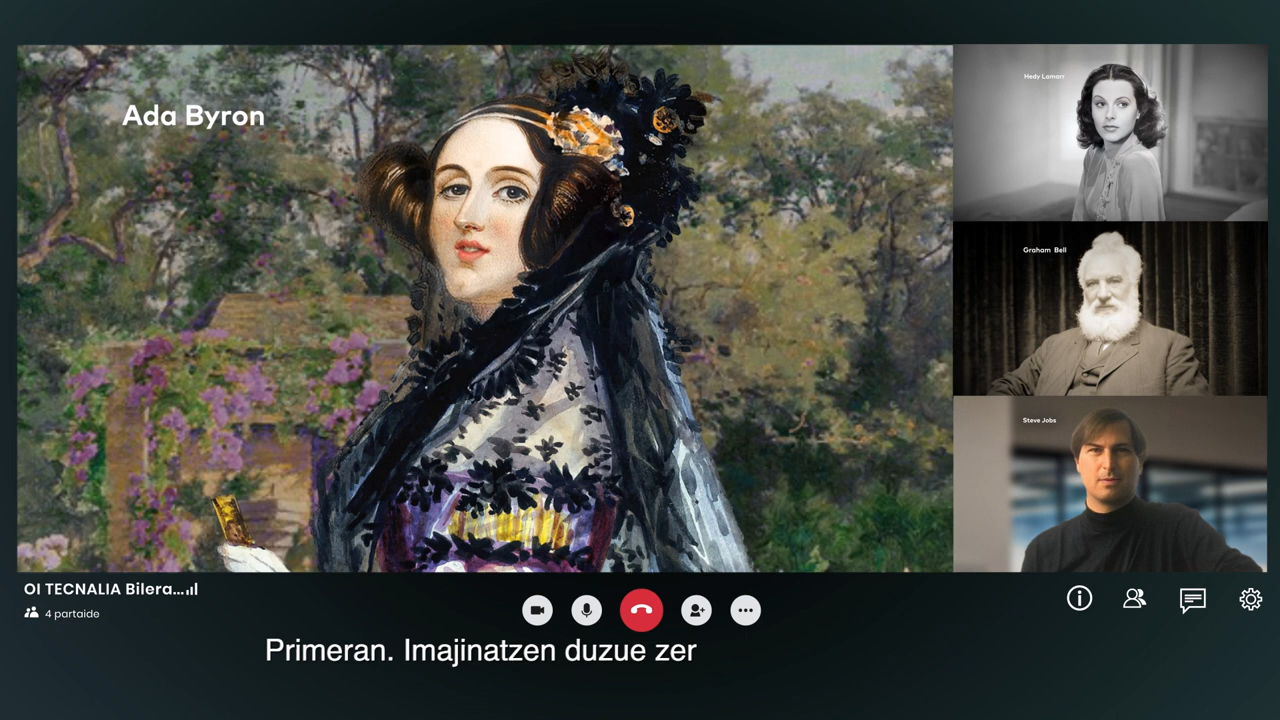 Ada Byron
Hedy Lamarr
Graham Bell
Steve Jobs
OI TECNALIA Bilera...
4 partaide
Primeran. Imajinatzen duzue zer